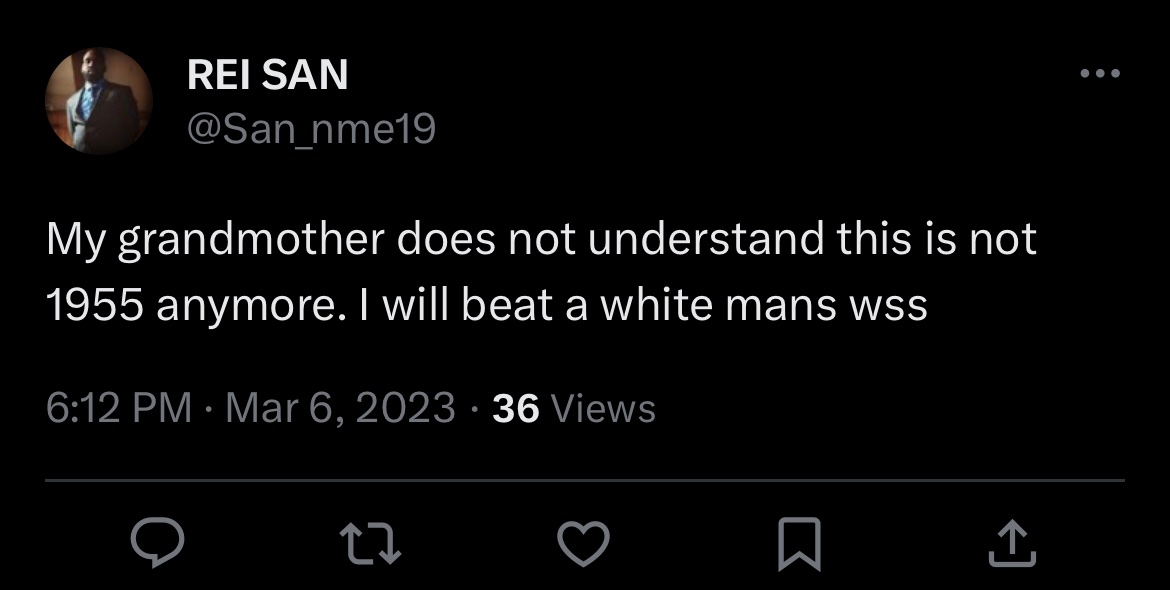 REI SAN
@San_nme19
My grandmother does not understand this is not
1955 anymore. I will beat a white mans wss
6:12 PM · Mar 6, 2023 · 36 Views